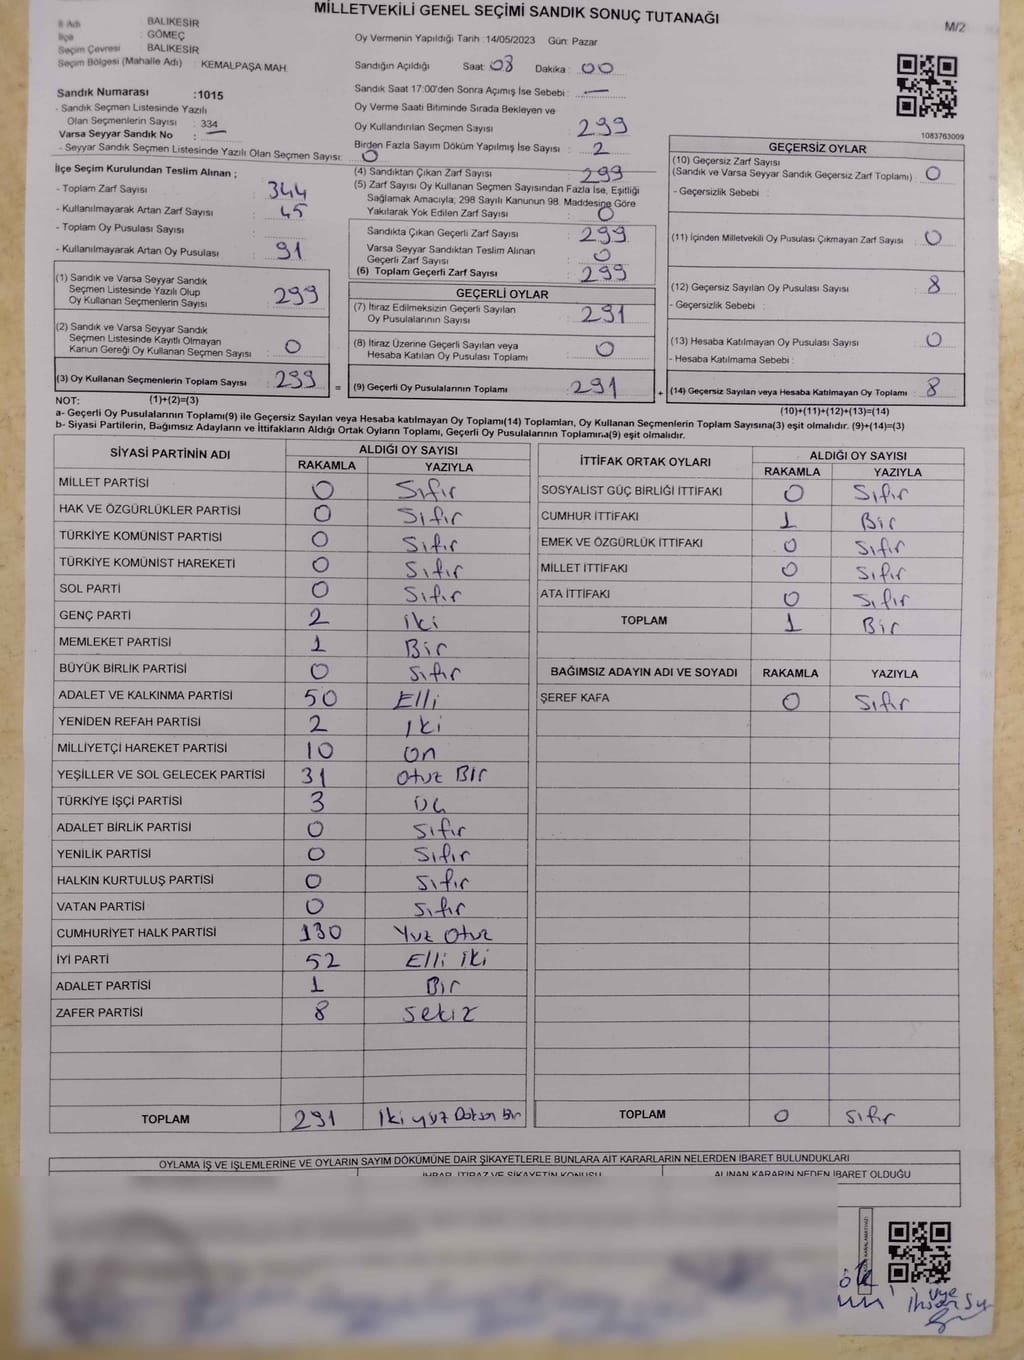 MİLLETVEKİLİ GENEL SEÇİMİ SANDIK SONUÇ TUTANAĞI
M/2
İl Adı : BALIKESİR
İlçe : GÖMEÇ
Seçim Çevresi : BALIKESİR
Seçim Bölgesi (Mahalle Adı) : KEMALPAŞA MAH.
Oy Vermenin Yapıldığı Tarih :14/05/2023 Gün: Pazar
Sandığın Açıldığı Saat: 08 Dakika : 00
Sandık Saat 17:00'den Sonra Açımış İse Sebebi : —
Sandık Numarası :1015
- Sandık Seçmen Listesinde Yazılı
Olan Seçmenlerin Sayısı : 334
Varsa Seyyar Sandık No : —
- Seyyar Sandık Seçmen Listesinde Yazılı Olan Seçmen Sayısı: 0
Oy Verme Saati Bitiminde Sırada Bekleyen ve
Oy Kullandırılan Seçmen Sayısı : 299
Birden Fazla Sayım Döküm Yapılmış İse Sayısı : 2
1083763009
İlçe Seçim Kurulundan Teslim Alınan ;
- Toplam Zarf Sayısı : 344
- Kullanılmayarak Artan Zarf Sayısı : 45
- Toplam Oy Pusulası Sayısı :
- Kullanılmayarak Artan Oy Pusulası : 91
(1) Sandık ve Varsa Seyyar Sandık
Seçmen Listesinde Yazılı Olup
Oy Kullanan Seçmenlerin Sayısı : 299
(2) Sandık ve Varsa Seyyar Sandık
Seçmen Listesinde Kayıtlı Olmayan
Kanun Gereği Oy Kullanan Seçmen Sayısı : 0
(3) Oy Kullanan Seçmenlerin Toplam Sayısı : 299
(4) Sandıktan Çıkan Zarf Sayısı : 299
(5) Zarf Sayısı Oy Kullanan Seçmen Sayısından Fazla İse, Eşitliği
Sağlamak Amacıyla; 298 Sayılı Kanunun 98. Maddesine Göre
Yakılarak Yok Edilen Zarf Sayısı : 0
Sandıkta Çıkan Geçerli Zarf Sayısı : 299
Varsa Seyyar Sandıktan Teslim Alınan
Geçerli Zarf Sayısı : 0
(6) Toplam Geçerli Zarf Sayısı : 299
GEÇERLİ OYLAR
(7) İtiraz Edilmeksizin Geçerli Sayılan
Oy Pusulalarının Sayısı : 291
(8) İtiraz Üzerine Geçerli Sayılan veya
Hesaba Katılan Oy Pusulası Toplamı : 0
= (9) Geçerli Oy Pusulalarının Toplamı : 291
GEÇERSİZ OYLAR
(10) Geçersiz Zarf Sayısı
(Sandık ve Varsa Seyyar Sandık Geçersiz Zarf Toplamı) : 0
- Geçersizlik Sebebi :
(11) İçinden Milletvekili Oy Pusulası Çıkmayan Zarf Sayısı : 0
(12) Geçersiz Sayılan Oy Pusulası Sayısı : 8
- Geçersizlik Sebebi :
(13) Hesaba Katılmayan Oy Pusulası Sayısı : 0
- Hesaba Katılmama Sebebi :
+ (14) Geçersiz Sayılan veya Hesaba Katılmayan Oy Toplamı : 8
NOT: (1)+(2)=(3)
(10)+(11)+(12)+(13)=(14)
a- Geçerli Oy Pusulalarının Toplamı(9) ile Geçersiz Sayılan veya Hesaba katılmayan Oy Toplamı(14) Toplamları, Oy Kullanan Seçmenlerin Toplam Sayısına(3) eşit olmalıdır. (9)+(14)=(3)
b- Siyasi Partilerin, Bağımsız Adayların ve İttifakların Aldığı Ortak Oyların Toplamı, Geçerli Oy Pusulalarının Toplamına(9) eşit olmalıdır.
SİYASİ PARTİNİN ADI ALDIĞI OY SAYISI
RAKAMLA YAZIYLA
MİLLET PARTİSİ 0 Sıfır
HAK VE ÖZGÜRLÜKLER PARTİSİ 0 Sıfır
TÜRKİYE KOMÜNİST PARTİSİ 0 Sıfır
TÜRKİYE KOMÜNİST HAREKETİ 0 Sıfır
SOL PARTİ 0 Sıfır
GENÇ PARTİ 2 iki
MEMLEKET PARTİSİ 1 Bir
BÜYÜK BİRLİK PARTİSİ 0 Sıfır
ADALET VE KALKINMA PARTİSİ 50 Elli
YENİDEN REFAH PARTİSİ 2 Iki
MİLLİYETÇİ HAREKET PARTİSİ 10 On
YEŞİLLER VE SOL GELECEK PARTİSİ 31 Otuz Bir
TÜRKİYE İŞÇİ PARTİSİ 3 üç
ADALET BİRLİK PARTİSİ 0 Sıfır
YENİLİK PARTİSİ 0 Sıfır
HALKIN KURTULUŞ PARTİSİ 0 Sıfır
VATAN PARTİSİ 0 Sıfır
CUMHURİYET HALK PARTİSİ 130 Yüz Otuz
İYİ PARTİ 52 Elli iki
ADALET PARTİSİ 1 Bir
ZAFER PARTİSİ 8 Sekiz
TOPLAM 291 Iki yüz Doksan bir
İTTİFAK ORTAK OYLARI ALDIĞI OY SAYISI
RAKAMLA YAZIYLA
SOSYALİST GÜÇ BİRLİĞİ İTTİFAKI 0 Sıfır
CUMHUR İTTİFAKI 1 Bir
EMEK VE ÖZGÜRLÜK İTTİFAKI 0 Sıfır
MİLLET İTTİFAKI 0 Sıfır
ATA İTTİFAKI 0 Sıfır
TOPLAM 1 Bir
BAĞIMSIZ ADAYIN ADI VE SOYADI RAKAMLA YAZIYLA
ŞEREF KAFA 0 Sıfır
TOPLAM 0 Sıfır
OYLAMA İŞ VE İŞLEMLERİNE VE OYLARIN SAYIM DÖKÜMÜNE DAİR ŞİKAYETLERLE BUNLARA AİT KARARLARIN NELERDEN İBARET BULUNDUKLARI
İHBAR, İTİRAZ VE ŞİKAYETİN KONUSU ALINAN KARARIN NEDEN İBARET OLDUĞU
üye